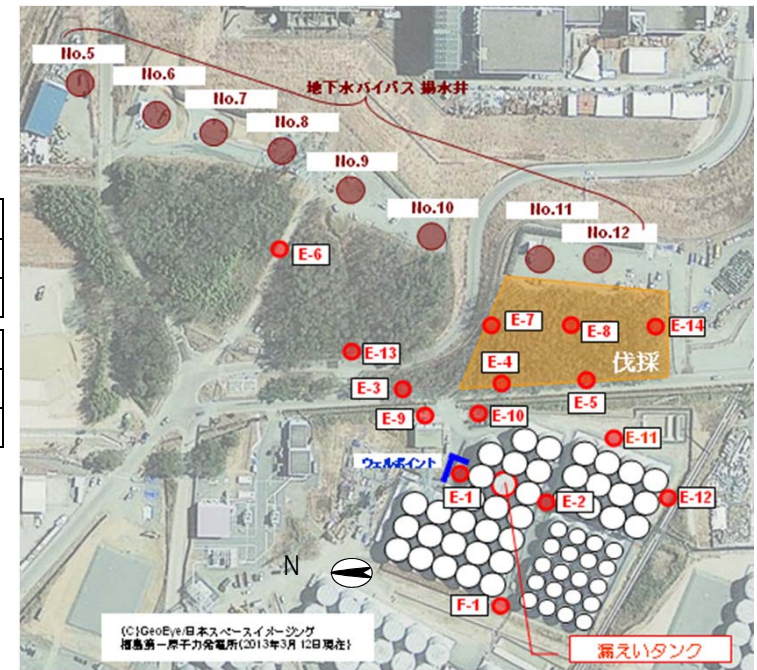 No.5
No.6
No.7
地下水バイパス 揚水井
No.8
No.9
No.10
No.11
No.12
E-6
E-7
E-8
E-14
E-13
伐採
E-4
E-3
E-5
E-9
E-10
E-11
ウェルポイント
E-1
E-2
E-12
N
F-1
(C)GeoEye/日本スペースイメージング
福島第一原子力発電所(2013年3月12日現在)
漏えいタンク